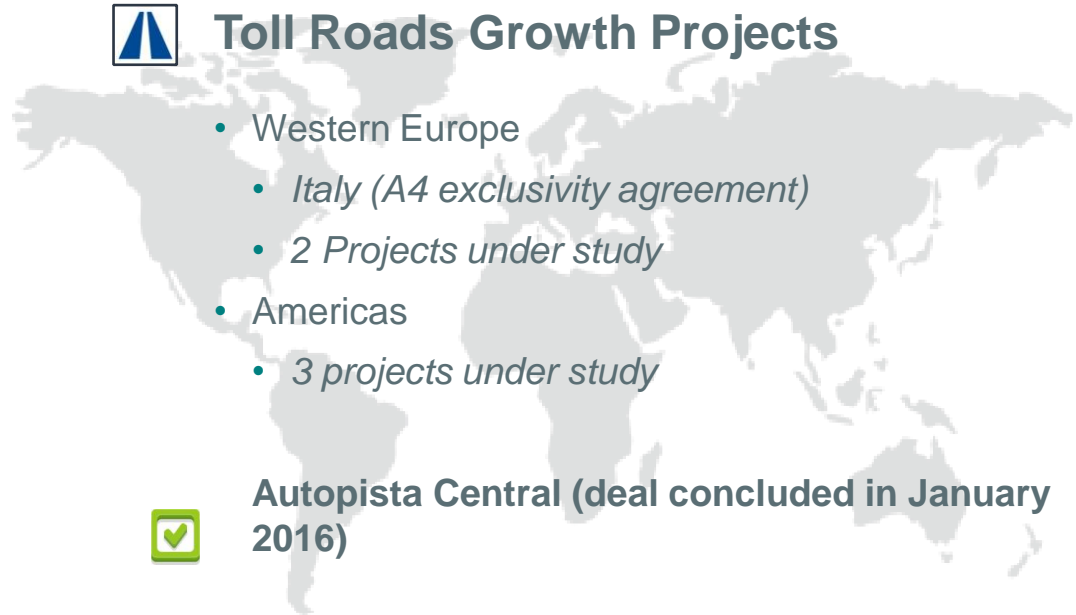 Toll Roads Growth Projects
• Western Europe
• Italy (A4 exclusivity agreement)
• 2 Projects under study
• Americas
• 3 projects under study
Autopista Central (deal concluded in January
2016)